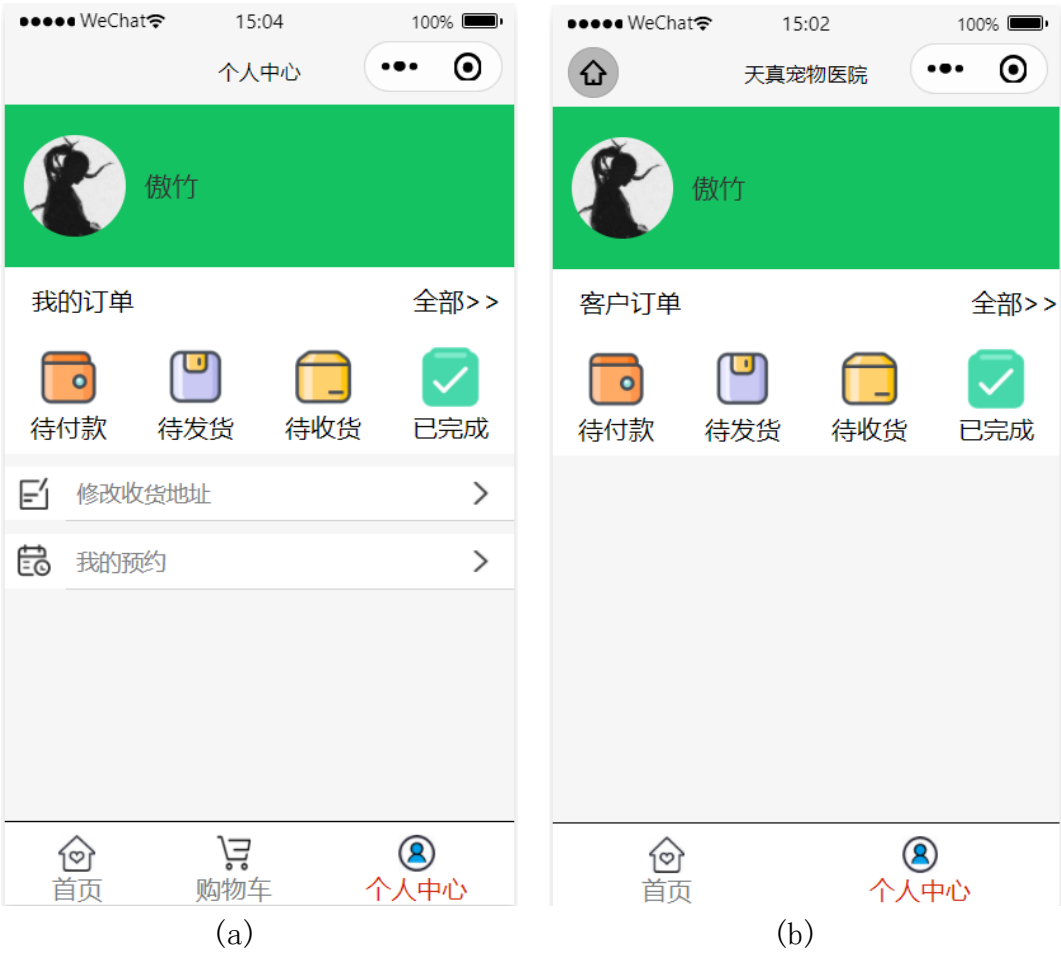 WeChat 15:04 100%
个人中心
傲竹
我的订单 全部>>
待付款 待发货 待收货 已完成
修改收货地址
我的预约
首页 购物车 个人中心
(a)
WeChat 15:02 100%
天真宠物医院
傲竹
客户订单 全部>>
待付款 待发货 待收货 已完成
首页 个人中心
(b)